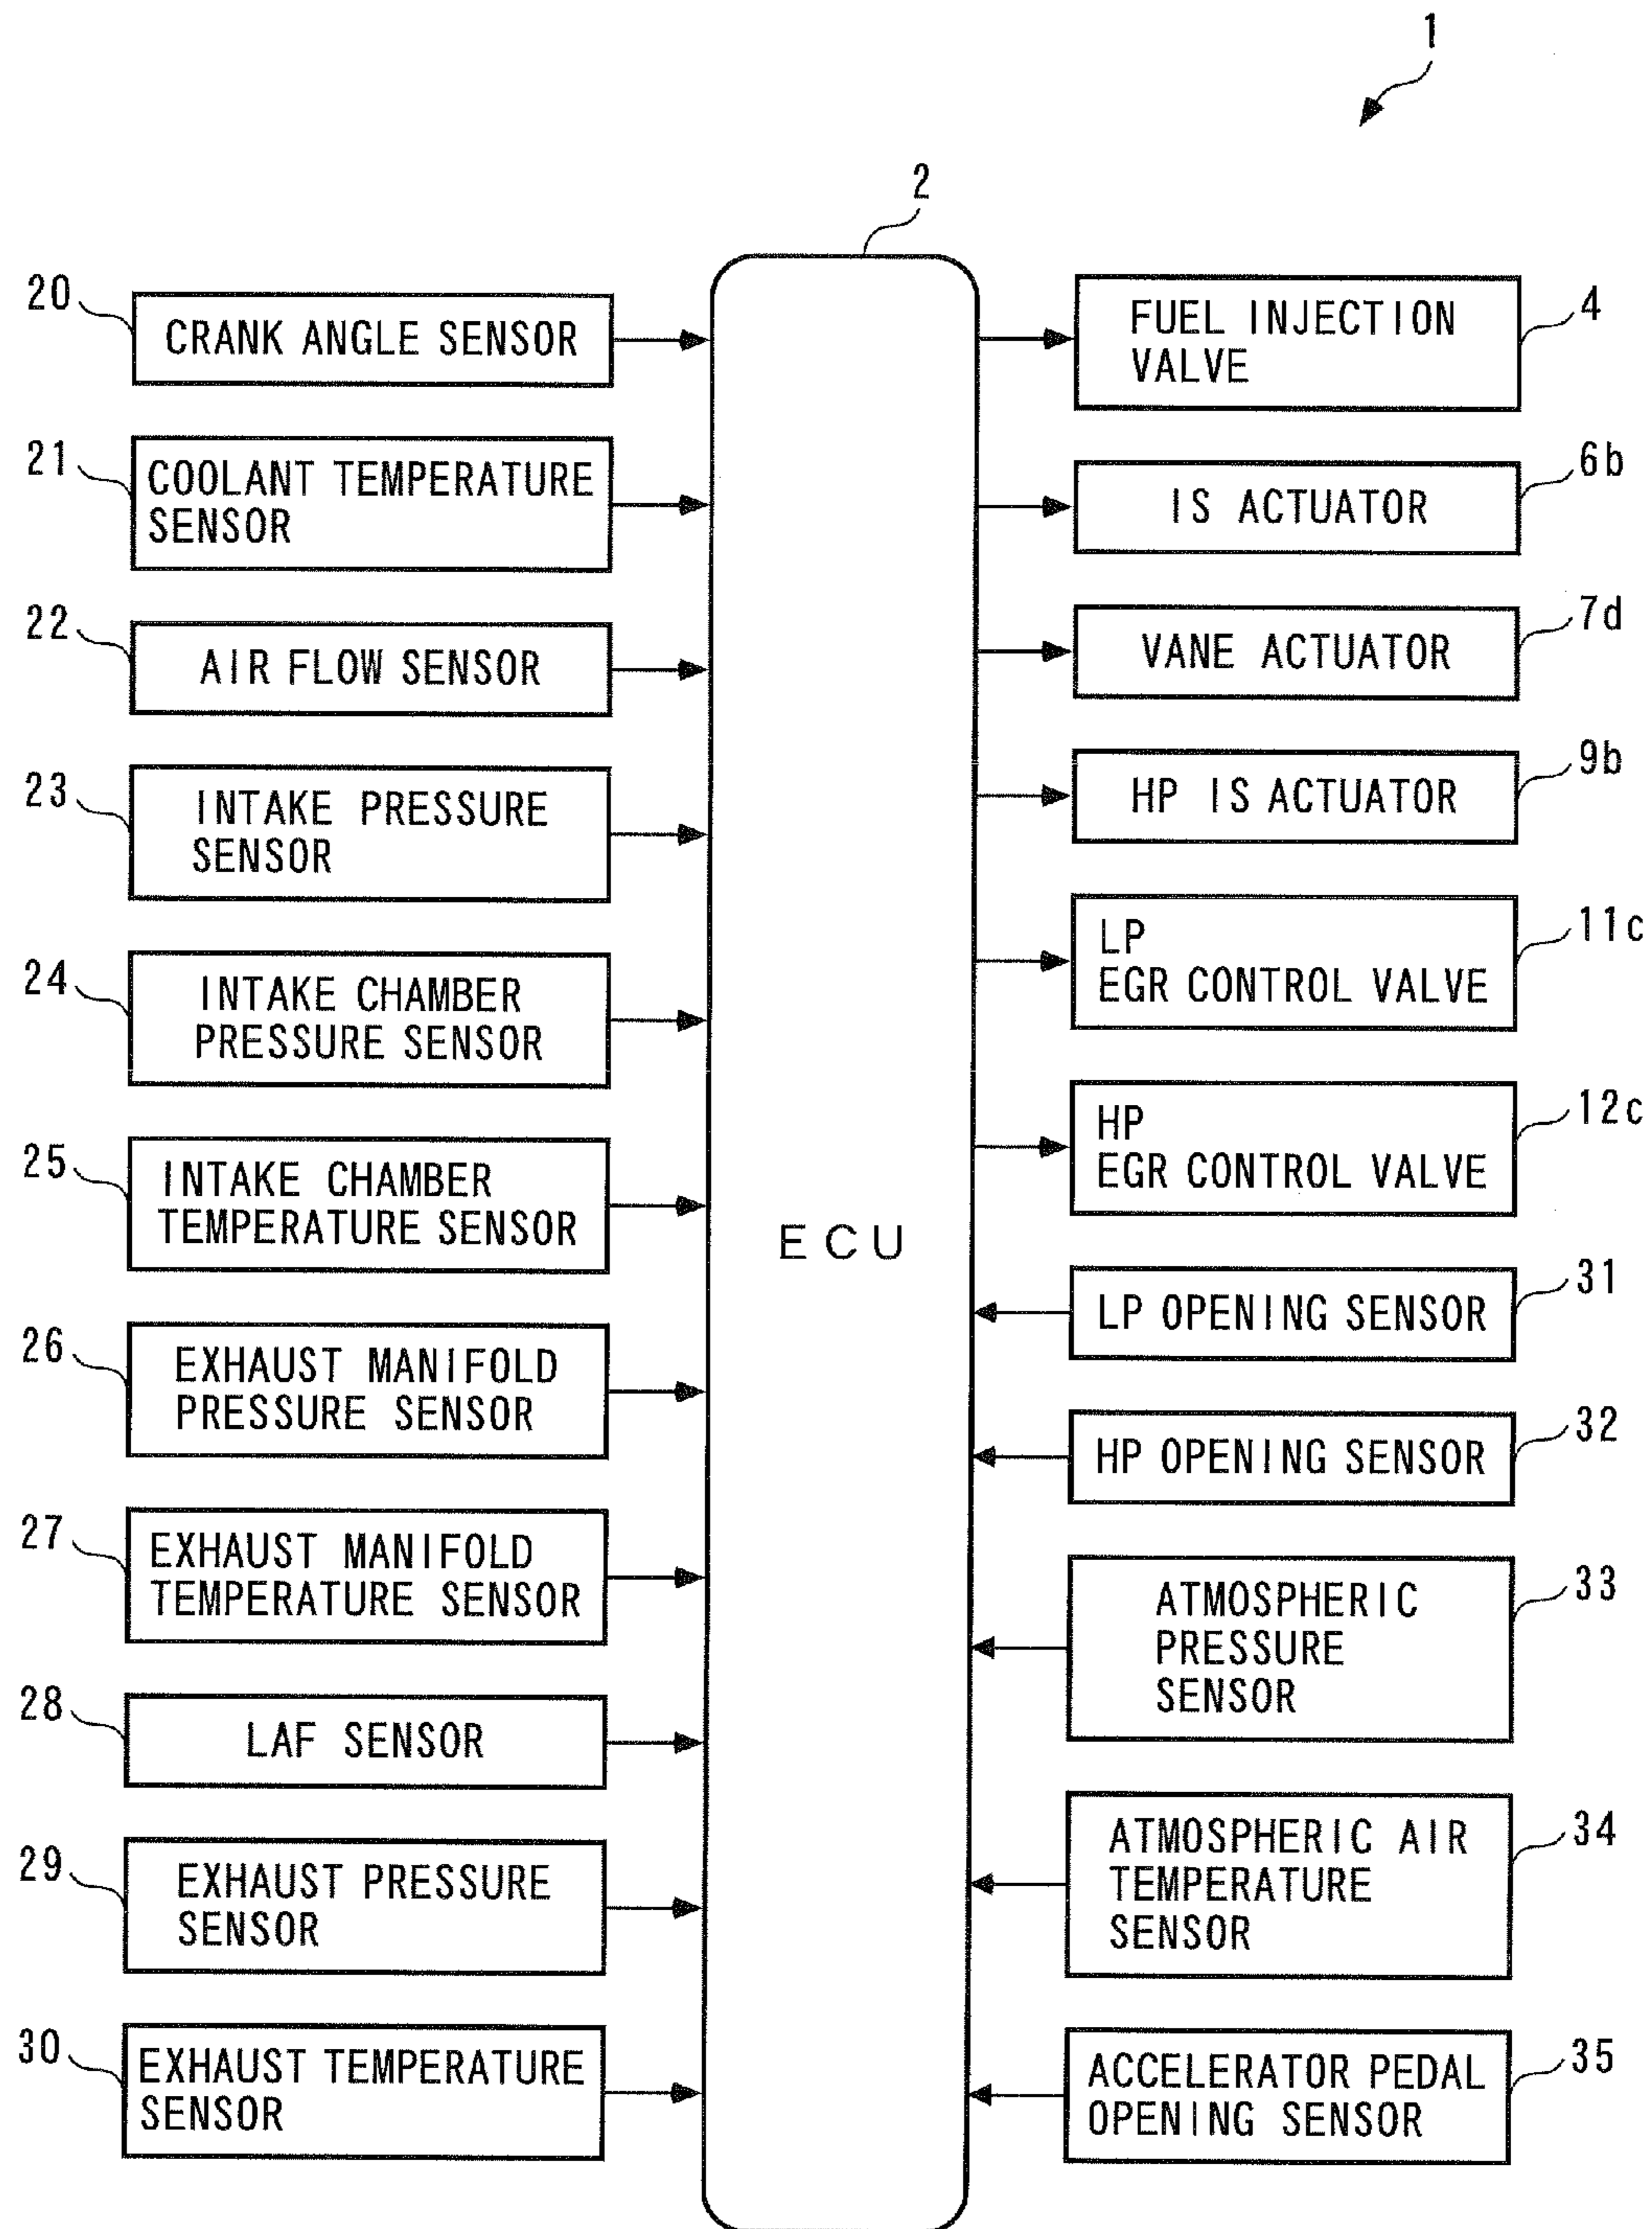 1
2
20
CRANK ANGLE SENSOR
21
COOLANT TEMPERATURE
SENSOR
22
AIR FLOW SENSOR
23
INTAKE PRESSURE
SENSOR
24
INTAKE CHAMBER
PRESSURE SENSOR
25
INTAKE CHAMBER
TEMPERATURE SENSOR
26
EXHAUST MANIFOLD
PRESSURE SENSOR
27
EXHAUST MANIFOLD
TEMPERATURE SENSOR
28
LAF SENSOR
29
EXHAUST PRESSURE
SENSOR
30
EXHAUST TEMPERATURE
SENSOR
ECU
FUEL INJECTION
VALVE
4
IS ACTUATOR
6b
VANE ACTUATOR
7d
HP IS ACTUATOR
9b
LP
EGR CONTROL VALVE
11c
HP
EGR CONTROL VALVE
12c
LP OPENING SENSOR
31
HP OPENING SENSOR
32
ATMOSPHERIC
PRESSURE
SENSOR
33
ATMOSPHERIC AIR
TEMPERATURE
SENSOR
34
ACCELERATOR PEDAL
OPENING SENSOR
35